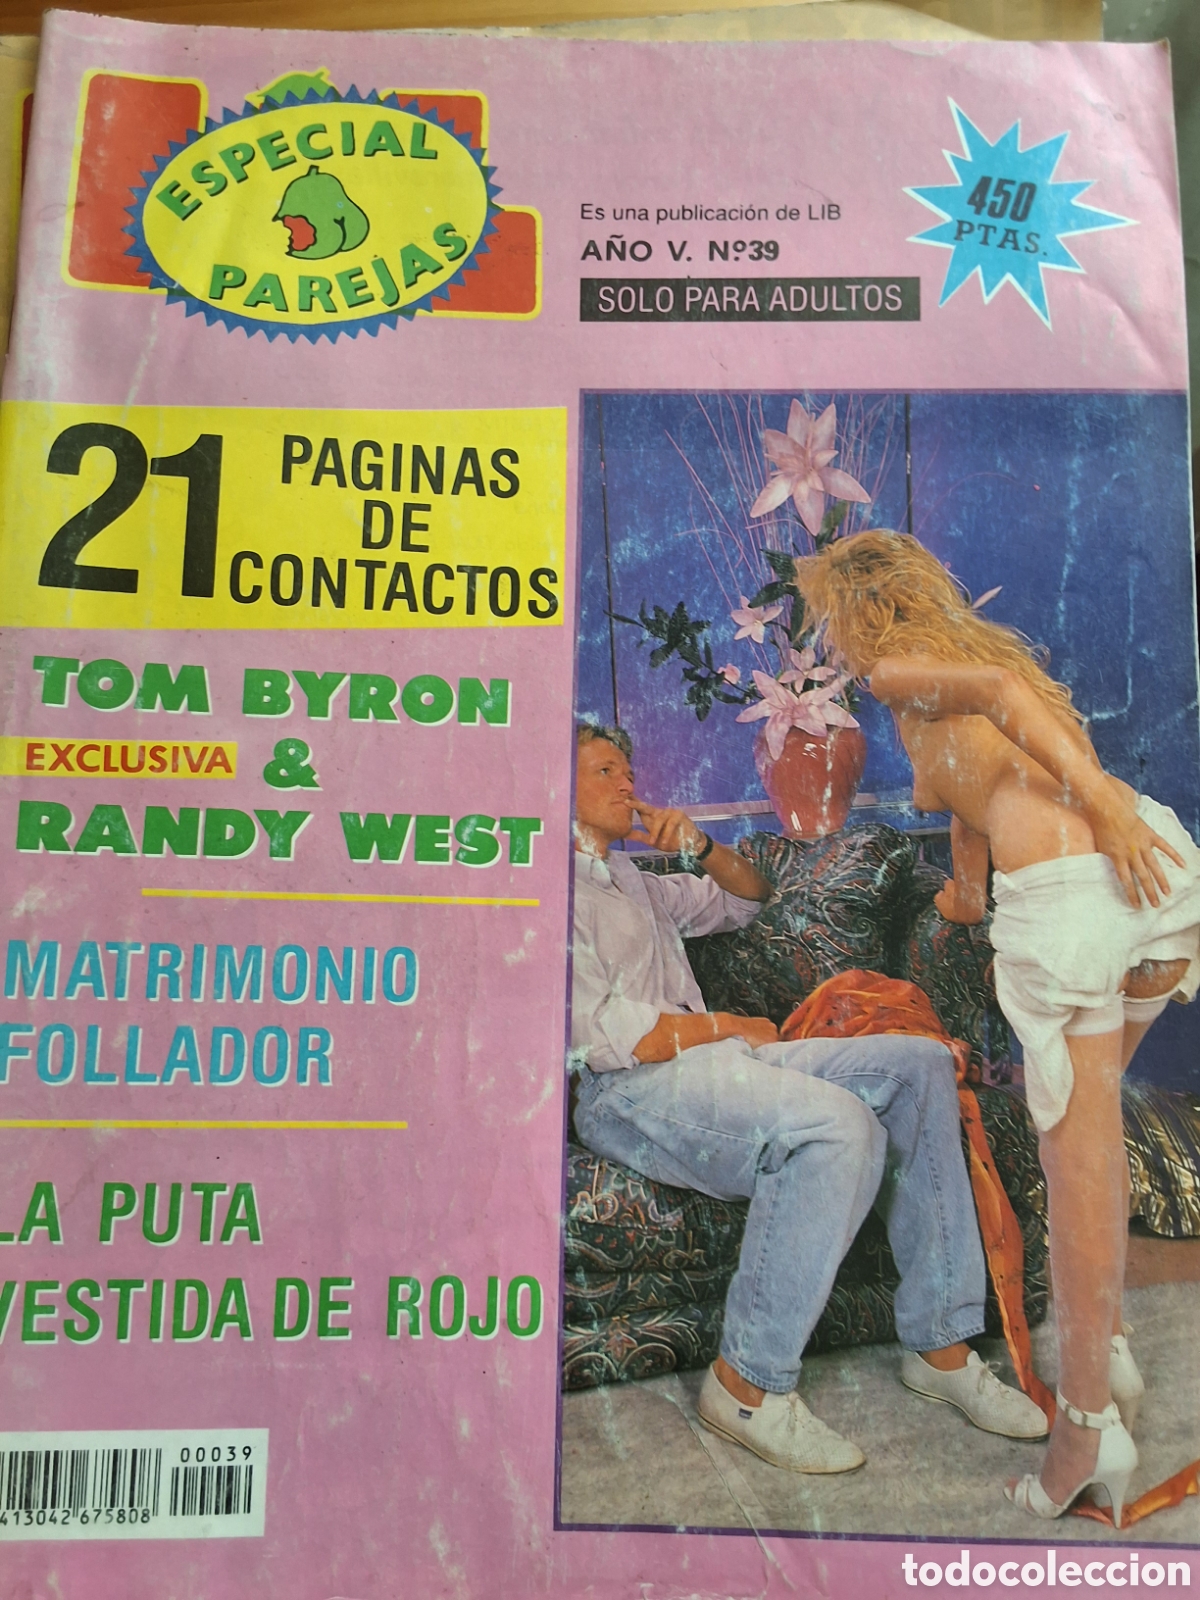 ESPECIAL
PAREJAS
Es una publicación de LIB
AÑO V. Nº39
SOLO PARA ADULTOS
450
PTAS.
21 PAGINAS
DE
CONTACTOS
TOM BYRON
EXCLUSIVA &
RANDY WEST
MATRIMONIO
FOLLADOR
LA PUTA
VESTIDA DE ROJO
00039
413042 675808
todocoleccion